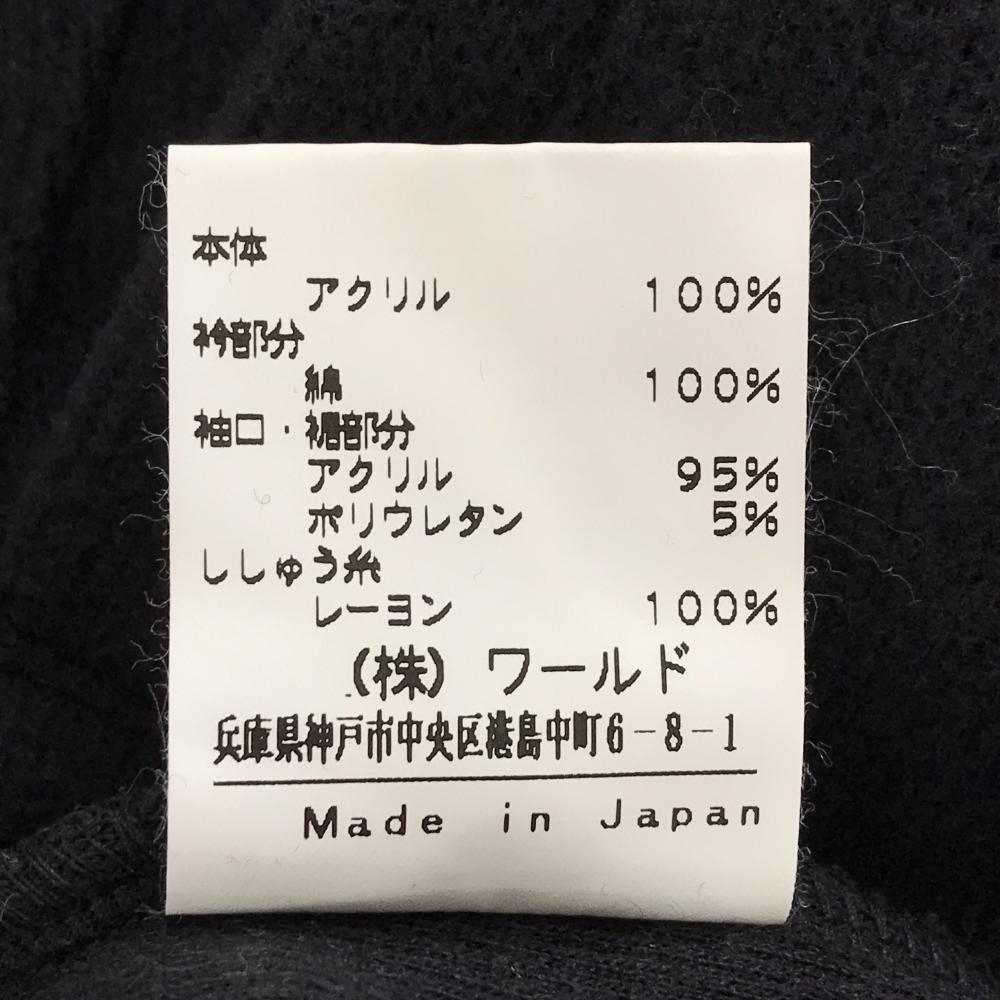 本体
アクリル 100%
衿部分
綿 100%
袖口・裾部分
アクリル 95%
ポリウレタン 5%
ししゅう糸
レーヨン 100%
(株) ワールド
兵庫県神戸市中央区港島中町6-8-1
Made in Japan